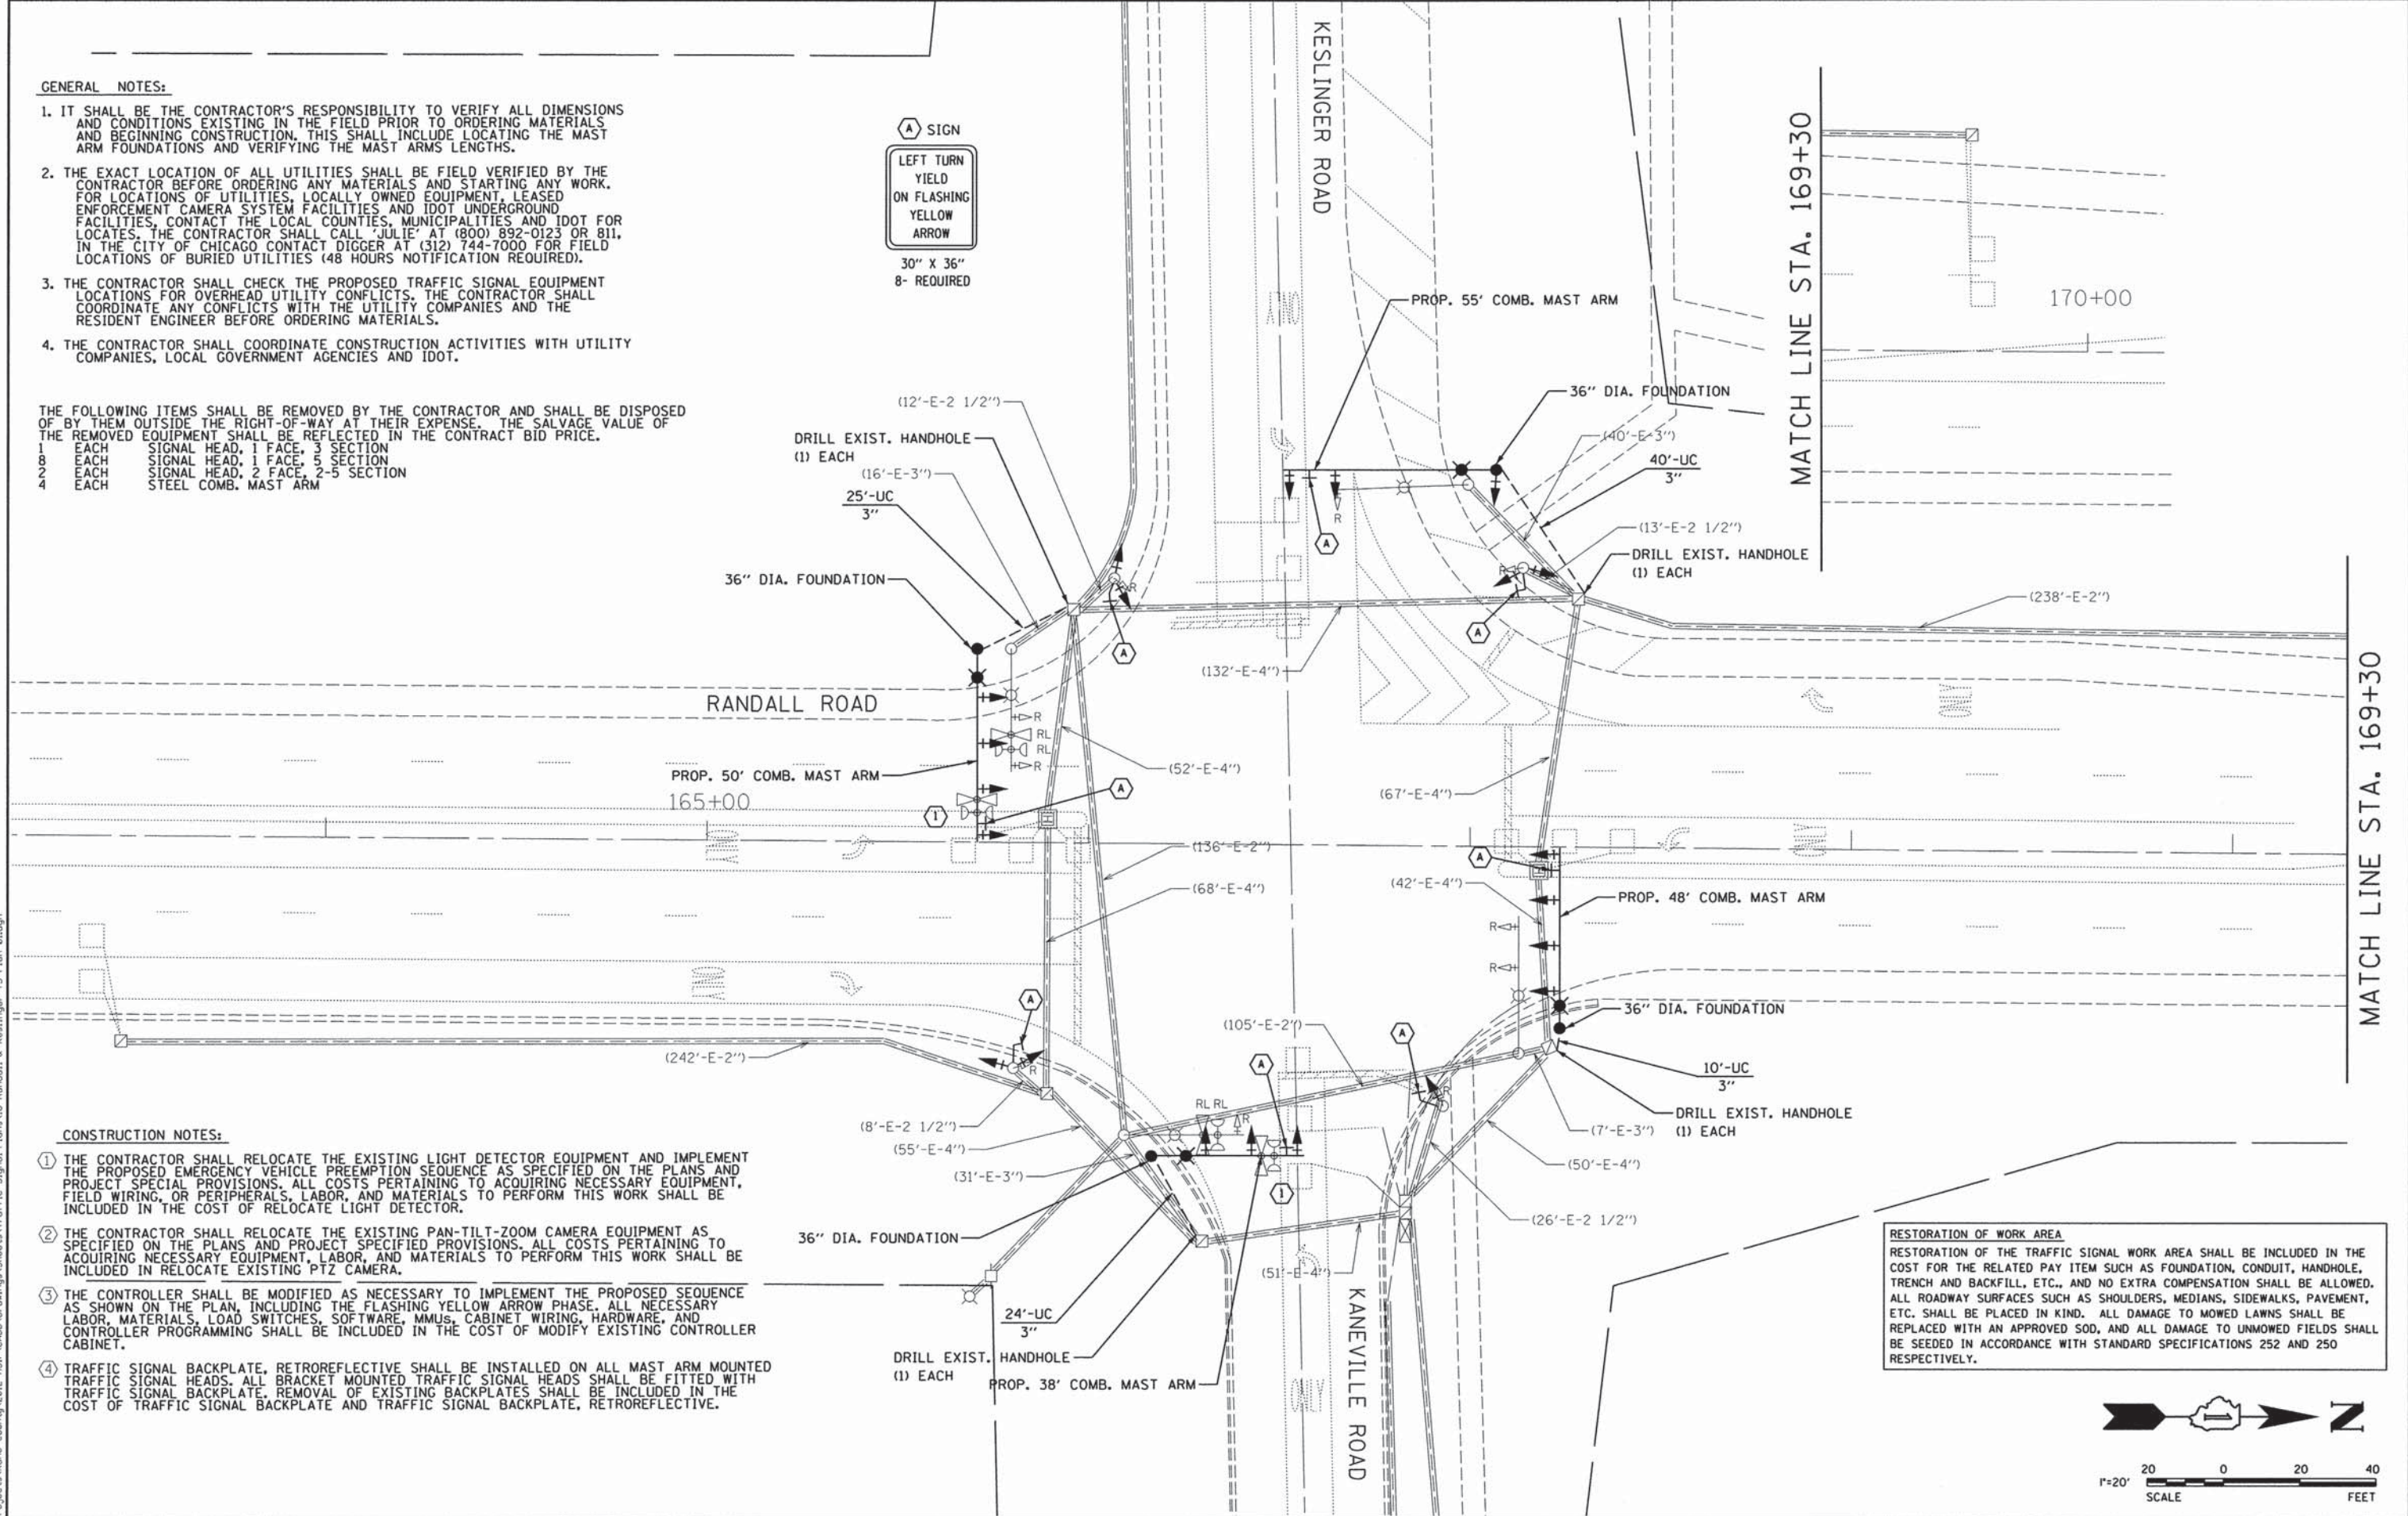 GENERAL NOTES:
1. IT SHALL BE THE CONTRACTOR'S RESPONSIBILITY TO VERIFY ALL DIMENSIONS
AND CONDITIONS EXISTING IN THE FIELD PRIOR TO ORDERING MATERIALS
AND BEGINNING CONSTRUCTION. THIS SHALL INCLUDE LOCATING THE MAST
ARM FOUNDATIONS AND VERIFYING THE MAST ARMS LENGTHS.
2. THE EXACT LOCATION OF ALL UTILITIES SHALL BE FIELD VERIFIED BY THE
CONTRACTOR BEFORE ORDERING ANY MATERIALS AND STARTING ANY WORK.
FOR LOCATIONS OF UTILITIES, LOCALLY OWNED EQUIPMENT, LEASED
ENFORCEMENT CAMERA SYSTEM FACILITIES AND IDOT UNDERGROUND
FACILITIES, CONTACT THE LOCAL COUNTIES, MUNICIPALITIES AND IDOT FOR
LOCATES. THE CONTRACTOR SHALL CALL 'JULIE' AT (800) 892-0123 OR 811,
IN THE CITY OF CHICAGO CONTACT DIGGER AT (312) 744-7000 FOR FIELD
LOCATIONS OF BURIED UTILITIES (48 HOURS NOTIFICATION REQUIRED).
3. THE CONTRACTOR SHALL CHECK THE PROPOSED TRAFFIC SIGNAL EQUIPMENT
LOCATIONS FOR OVERHEAD UTILITY CONFLICTS. THE CONTRACTOR SHALL
COORDINATE ANY CONFLICTS WITH THE UTILITY COMPANIES AND THE
RESIDENT ENGINEER BEFORE ORDERING MATERIALS.
4. THE CONTRACTOR SHALL COORDINATE CONSTRUCTION ACTIVITIES WITH UTILITY
COMPANIES, LOCAL GOVERNMENT AGENCIES AND IDOT.
THE FOLLOWING ITEMS SHALL BE REMOVED BY THE CONTRACTOR AND SHALL BE DISPOSED
OF BY THEM OUTSIDE THE RIGHT-OF-WAY AT THEIR EXPENSE. THE SALVAGE VALUE OF
THE REMOVED EQUIPMENT SHALL BE REFLECTED IN THE CONTRACT BID PRICE.
1 EACH SIGNAL HEAD, 1 FACE, 3 SECTION
8 EACH SIGNAL HEAD, 1 FACE, 5 SECTION
2 EACH SIGNAL HEAD, 2 FACE, 2-5 SECTION
4 EACH STEEL COMB. MAST ARM
A SIGN
LEFT TURN
YIELD
ON FLASHING
YELLOW
ARROW
30" X 36"
8- REQUIRED
KESLINGER ROAD
MATCH LINE STA. 169+30
170+00
ONLY
PROP. 55' COMB. MAST ARM
36" DIA. FOUNDATION
(12'-E-2 1/2")
DRILL EXIST. HANDHOLE
(1) EACH
(16'-E-3")
25'-UC
3"
(40'-E-3")
40'-UC
3"
R
A
(13'-E-2 1/2")
DRILL EXIST. HANDHOLE
(1) EACH
36" DIA. FOUNDATION
R
R
A
A
(238'-E-2")
(132'-E-4")
RANDALL ROAD
R
RL
RL
R
ONLY
PROP. 50' COMB. MAST ARM
(52'-E-4")
165+00
A
1
(67'-E-4")
ONLY
ONLY
(136'-E-2")
A
(68'-E-4")
(42'-E-4")
PROP. 48' COMB. MAST ARM
R
R
MATCH LINE STA. 169+30
ONLY
A
R
36" DIA. FOUNDATION
(242'-E-2")
(105'-E-2")
A
A
R
10'-UC
3"
DRILL EXIST. HANDHOLE
(1) EACH
(8'-E-2 1/2")
(55'-E-4")
(31'-E-3")
RL RL
R
1
(7'-E-3")
(50'-E-4")
(26'-E-2 1/2")
36" DIA. FOUNDATION
(51'-E-4")
24'-UC
3"
DRILL EXIST. HANDHOLE
(1) EACH
PROP. 38' COMB. MAST ARM
ONLY
KANEVILLE ROAD
CONSTRUCTION NOTES:
1 THE CONTRACTOR SHALL RELOCATE THE EXISTING LIGHT DETECTOR EQUIPMENT AND IMPLEMENT
THE PROPOSED EMERGENCY VEHICLE PREEMPTION SEQUENCE AS SPECIFIED ON THE PLANS AND
PROJECT SPECIAL PROVISIONS. ALL COSTS PERTAINING TO ACQUIRING NECESSARY EQUIPMENT,
FIELD WIRING, OR PERIPHERALS, LABOR, AND MATERIALS TO PERFORM THIS WORK SHALL BE
INCLUDED IN THE COST OF RELOCATE LIGHT DETECTOR.
2 THE CONTRACTOR SHALL RELOCATE THE EXISTING PAN-TILT-ZOOM CAMERA EQUIPMENT AS
SPECIFIED ON THE PLANS AND PROJECT SPECIFIED PROVISIONS. ALL COSTS PERTAINING TO
ACQUIRING NECESSARY EQUIPMENT, LABOR, AND MATERIALS TO PERFORM THIS WORK SHALL BE
INCLUDED IN RELOCATE EXISTING PTZ CAMERA.
3 THE CONTROLLER SHALL BE MODIFIED AS NECESSARY TO IMPLEMENT THE PROPOSED SEQUENCE
AS SHOWN ON THE PLAN, INCLUDING THE FLASHING YELLOW ARROW PHASE. ALL NECESSARY
LABOR, MATERIALS, LOAD SWITCHES, SOFTWARE, MMUs, CABINET WIRING, HARDWARE, AND
CONTROLLER PROGRAMMING SHALL BE INCLUDED IN THE COST OF MODIFY EXISTING CONTROLLER
CABINET.
4 TRAFFIC SIGNAL BACKPLATE, RETROREFLECTIVE SHALL BE INSTALLED ON ALL MAST ARM MOUNTED
TRAFFIC SIGNAL HEADS. ALL BRACKET MOUNTED TRAFFIC SIGNAL HEADS SHALL BE FITTED WITH
TRAFFIC SIGNAL BACKPLATE. REMOVAL OF EXISTING BACKPLATES SHALL BE INCLUDED IN THE
COST OF TRAFFIC SIGNAL BACKPLATE AND TRAFFIC SIGNAL BACKPLATE, RETROREFLECTIVE.
RESTORATION OF WORK AREA
RESTORATION OF THE TRAFFIC SIGNAL WORK AREA SHALL BE INCLUDED IN THE
COST FOR THE RELATED PAY ITEM SUCH AS FOUNDATION, CONDUIT, HANDHOLE,
TRENCH AND BACKFILL, ETC., AND NO EXTRA COMPENSATION SHALL BE ALLOWED.
ALL ROADWAY SURFACES SUCH AS SHOULDERS, MEDIANS, SIDEWALKS, PAVEMENT,
ETC. SHALL BE PLACED IN KIND. ALL DAMAGE TO MOWED LAWNS SHALL BE
REPLACED WITH AN APPROVED SOD, AND ALL DAMAGE TO UNMOWED FIELDS SHALL
BE SEEDED IN ACCORDANCE WITH STANDARD SPECIFICATIONS 252 AND 250
RESPECTIVELY.
N
1"=20'
20 0 20 40
SCALE FEET